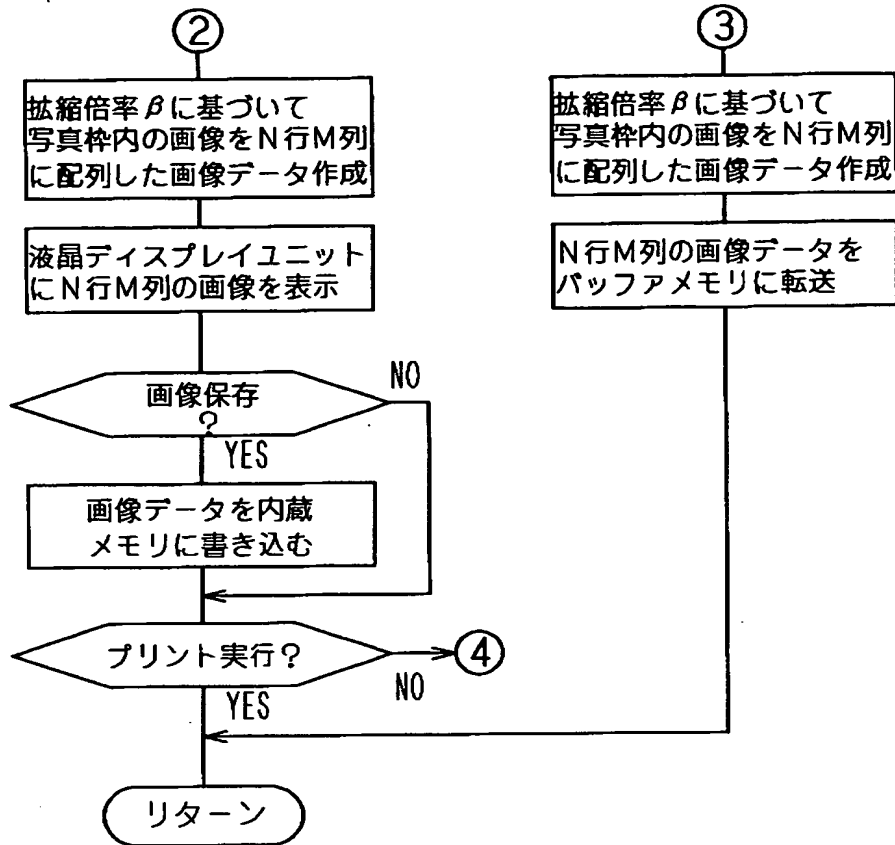 ②
拡縮倍率βに基づいて
写真枠内の画像をN行M列
に配列した画像データ作成
液晶ディスプレイユニット
にN行M列の画像を表示
画像保存
?
NO
YES
画像データを内蔵
メモリに書き込む
プリント実行?
④
NO
YES
リターン
③
拡縮倍率βに基づいて
写真枠内の画像をN行M列
に配列した画像データ作成
N行M列の画像データを
バッファメモリに転送